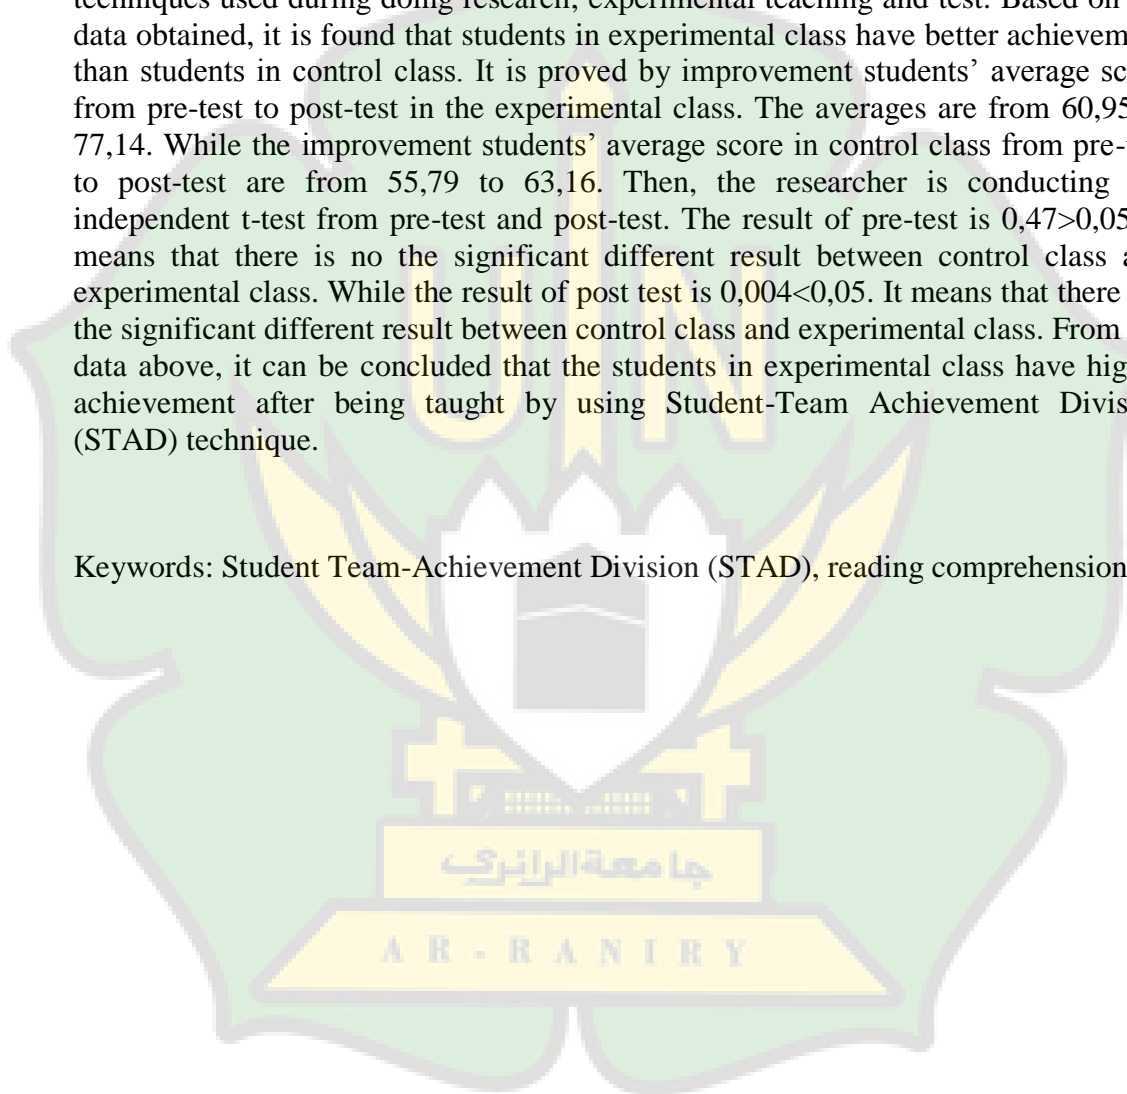 techniques used during doing research, experimental teaching and test. Based on
data obtained, it is found that students in experimental class have better achievem
than students in control class. It is proved by improvement students’ average sc
from pre-test to post-test in the experimental class. The averages are from 60,95
77,14. While the improvement students’ average score in control class from pre-
to post-test are from 55,79 to 63,16. Then, the researcher is conducting
independent t-test from pre-test and post-test. The result of pre-test is 0,47>0,05
means that there is no the significant different result between control class a
experimental class. While the result of post test is 0,004<0,05. It means that there
the significant different result between control class and experimental class. From
data above, it can be concluded that the students in experimental class have hig
achievement after being taught by using Student-Team Achievement Divis
(STAD) technique.
UIN
Keywords: Student Team-Achievement Division (STAD), reading comprehension
جامعة الرانري
AR-RANIRY